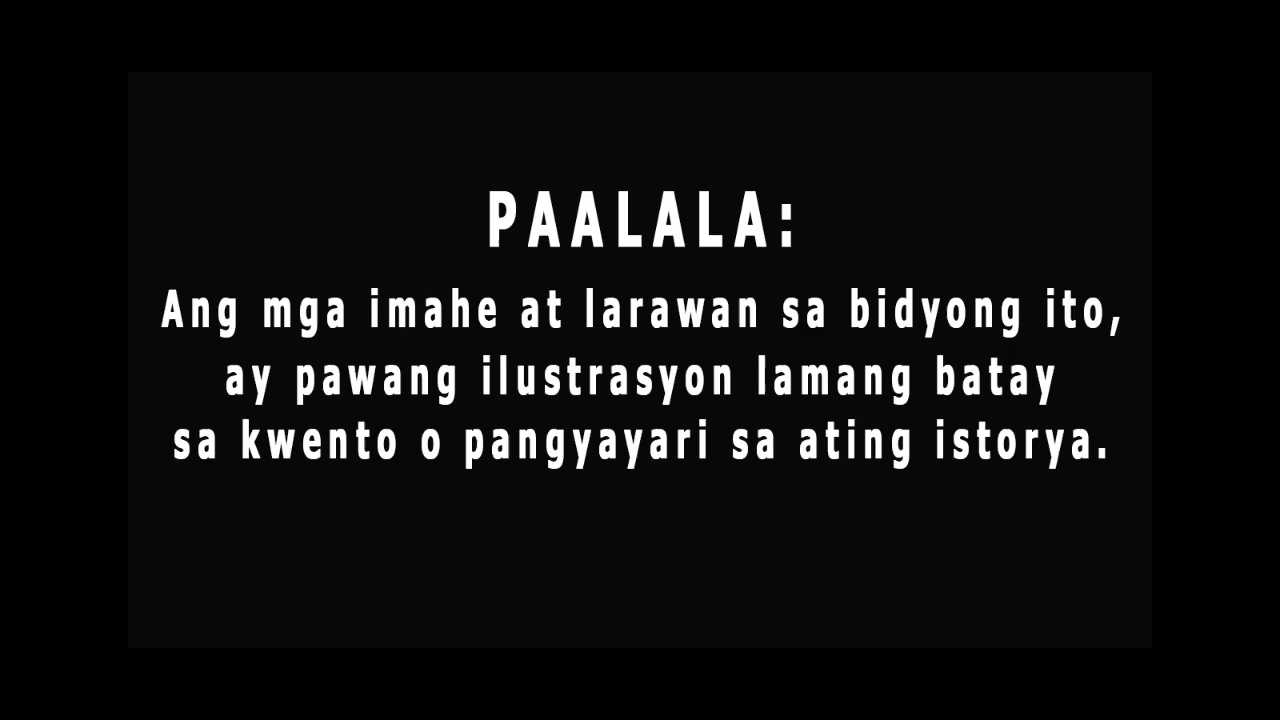 PAALALA:
Ang mga imahe at larawan sa bidyong ito,
ay pawang ilustrasyon lamang batay
sa kwento o pangyayari sa ating istorya.